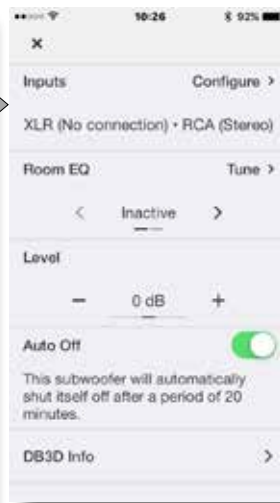 10:26 92%
×
Inputs Configure >
XLR (No connection) • RCA (Stereo)
Room EQ Tune >
< Inactive >
Level
− 0 dB +
Auto Off
This subwoofer will automatically
shut itself off after a period of 20
minutes.
DB3D Info >